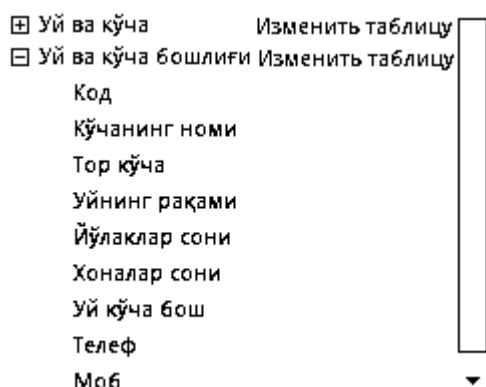 Уй ва кўча Изменить таблицу
Уй ва кўча бошлиғи Изменить таблицу
Код
Кўчанинг номи
Тор кўча
Уйнинг рақами
Йўлаклар сони
Хоналар сони
Уй кўча бош
Телеф
Моб